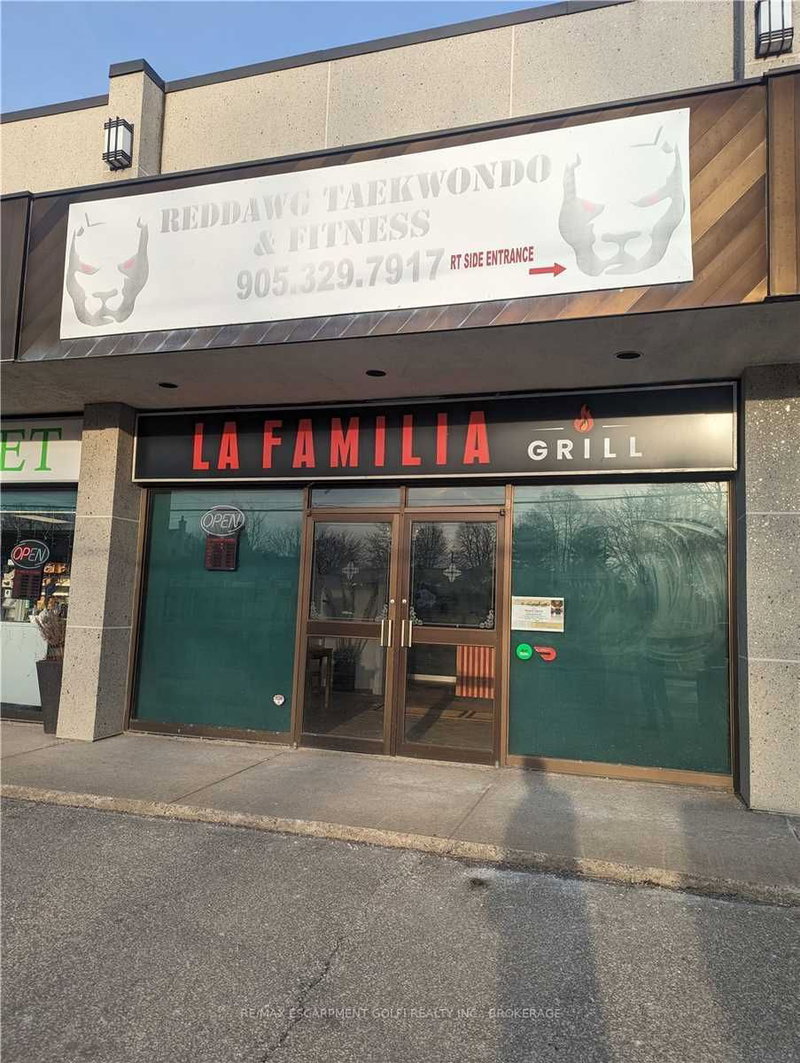 REDDAWG TAEKWONDO
& FITNESS
905.329.7917 RT SIDE ENTRANCE
LA FAMILIA GRILL
ET
OPEN
OPEN
RE/MAX ESCARPMENT GOLFI REALTY INC., BROKERAGE